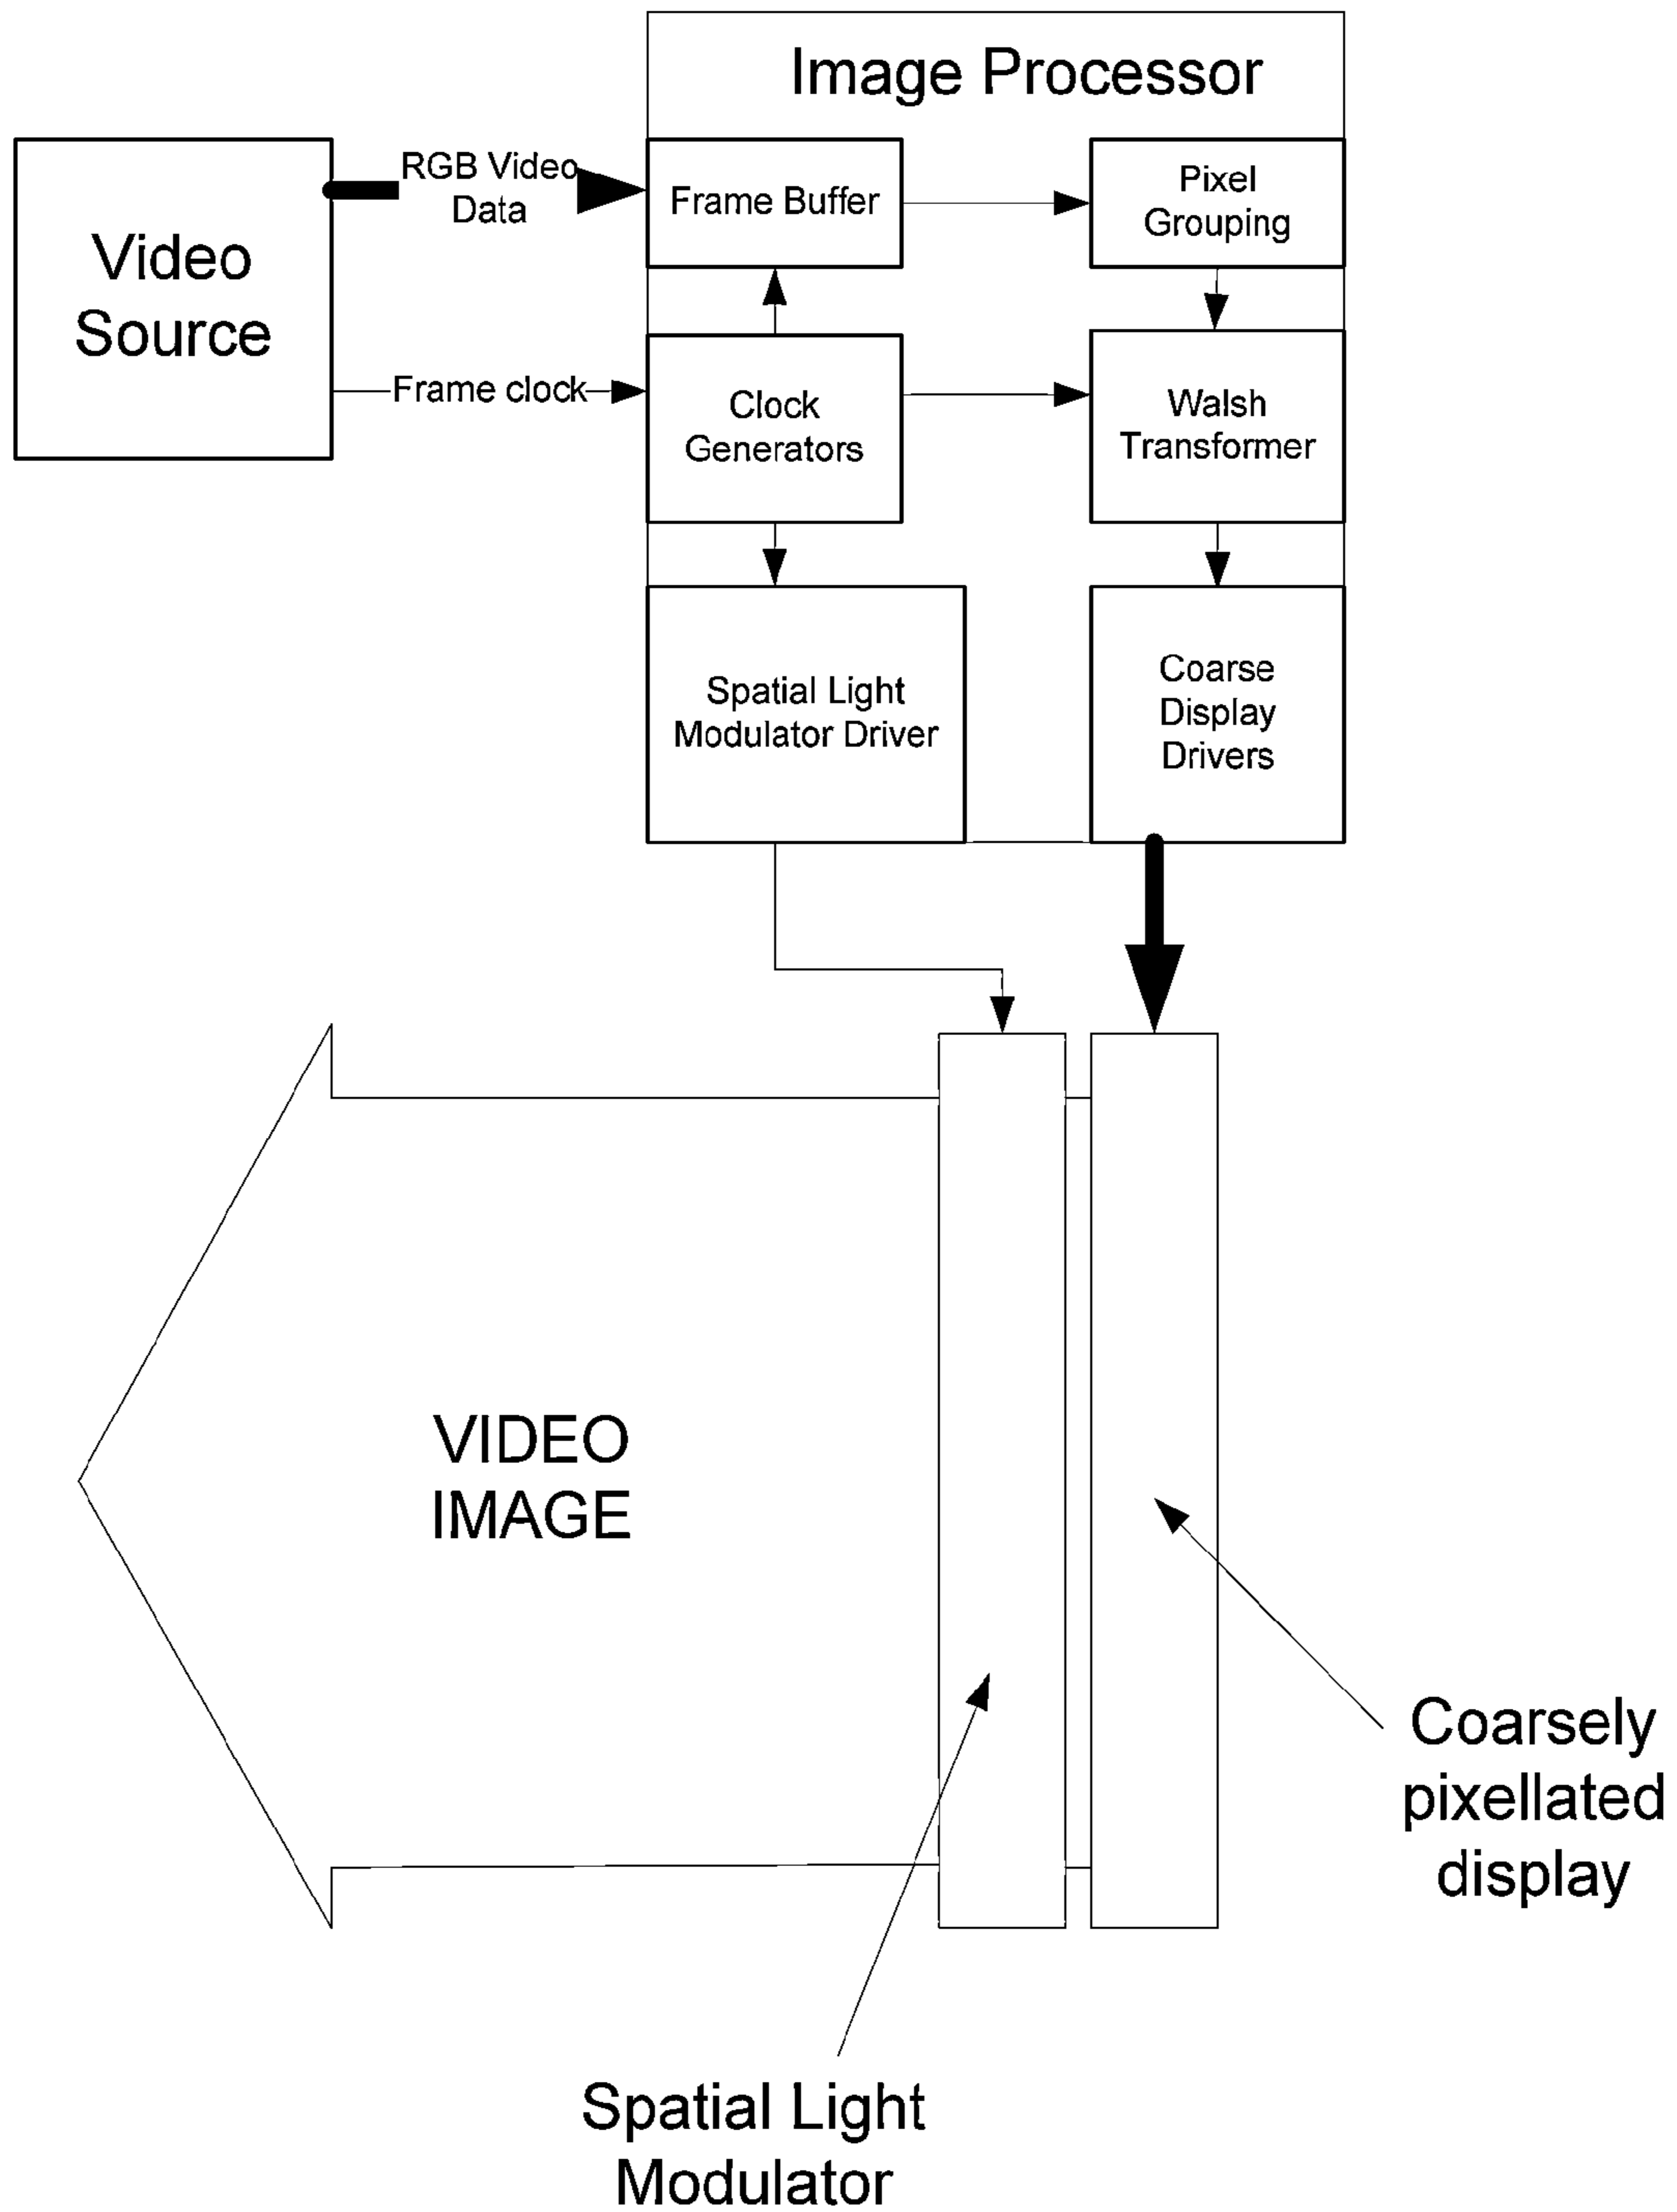 Image Processor
Video
Source
RGB Video
Data
Frame Buffer
Pixel
Grouping
Frame clock
Clock
Generators
Walsh
Transformer
Spatial Light
Modulator Driver
Coarse
Display
Drivers
VIDEO
IMAGE
Coarsely
pixellated
display
Spatial Light
Modulator